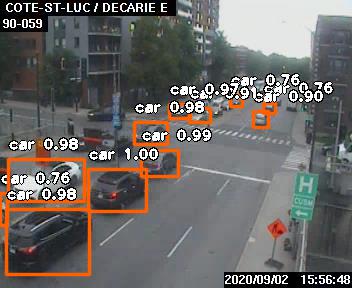 COTE-ST-LUC / DECARIE E
90-059
car 0.76
car 0.97
car 0.91
car 0.76
car 0.90
car 0.98
car 0.99
car 0.98
car 1.00
car 0.76
car 0.98
H
CUSM
2020/09/02 15:56:48